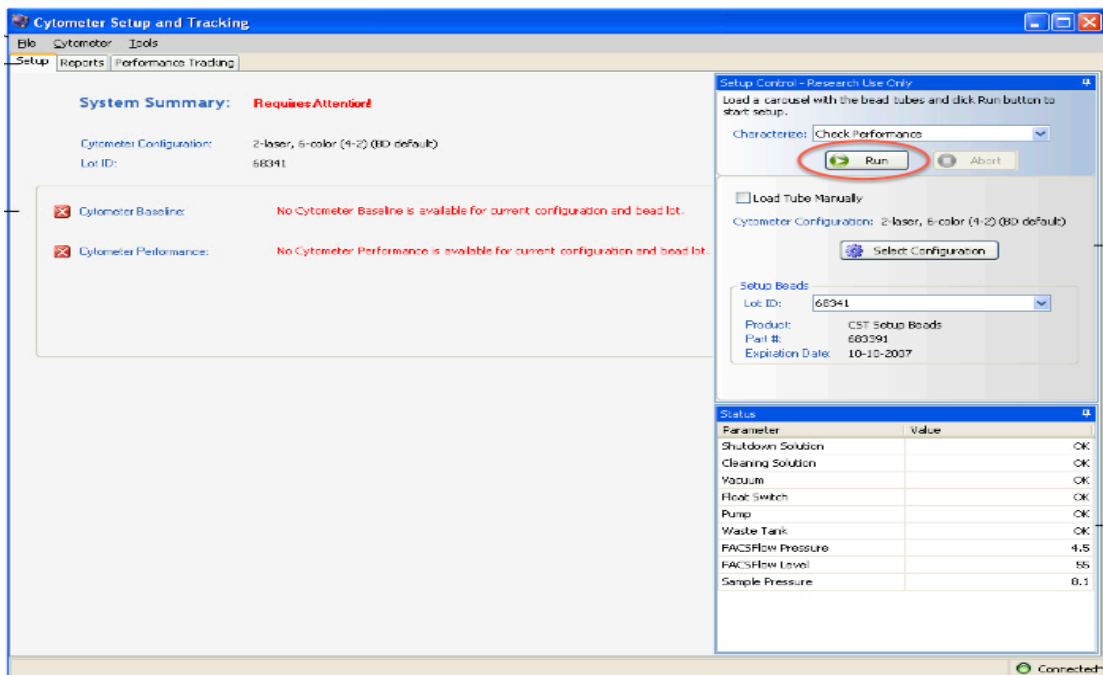 Cytometer Setup and Tracking
File Cytometer Tools
Setup Reports Performance Tracking
System Summary: Requires Attention!
Cytometer Configuration: 2-laser, 6-color (4-2) (BD default)
Lot ID: 68341
Cytometer Baseline: No Cytometer Baseline is available for current configuration and bead lot.
Cytometer Performance: No Cytometer Performance is available for current configuration and bead lot.
Setup Control - Research Use Only
Load a carousel with the bead tubes and click Run button to
start setup.
Characterize: Check Performance
Run Abort
Load Tube Manually
Cytometer Configuration: 2-laser, 6-color (4-2) (BD default)
Select Configuration
Setup Beads
Lot ID: 68341
Product: CST Setup Beads
Part #: 683391
Expiration Date: 10-10-2007
Status
Parameter Value
Shutdown Solution OK
Cleaning Solution OK
Vacuum OK
Float Switch OK
Pump OK
Waste Tank OK
FACSFlow Pressure 4.5
FACSFlow Level 55
Sample Pressure 0.1
Connected